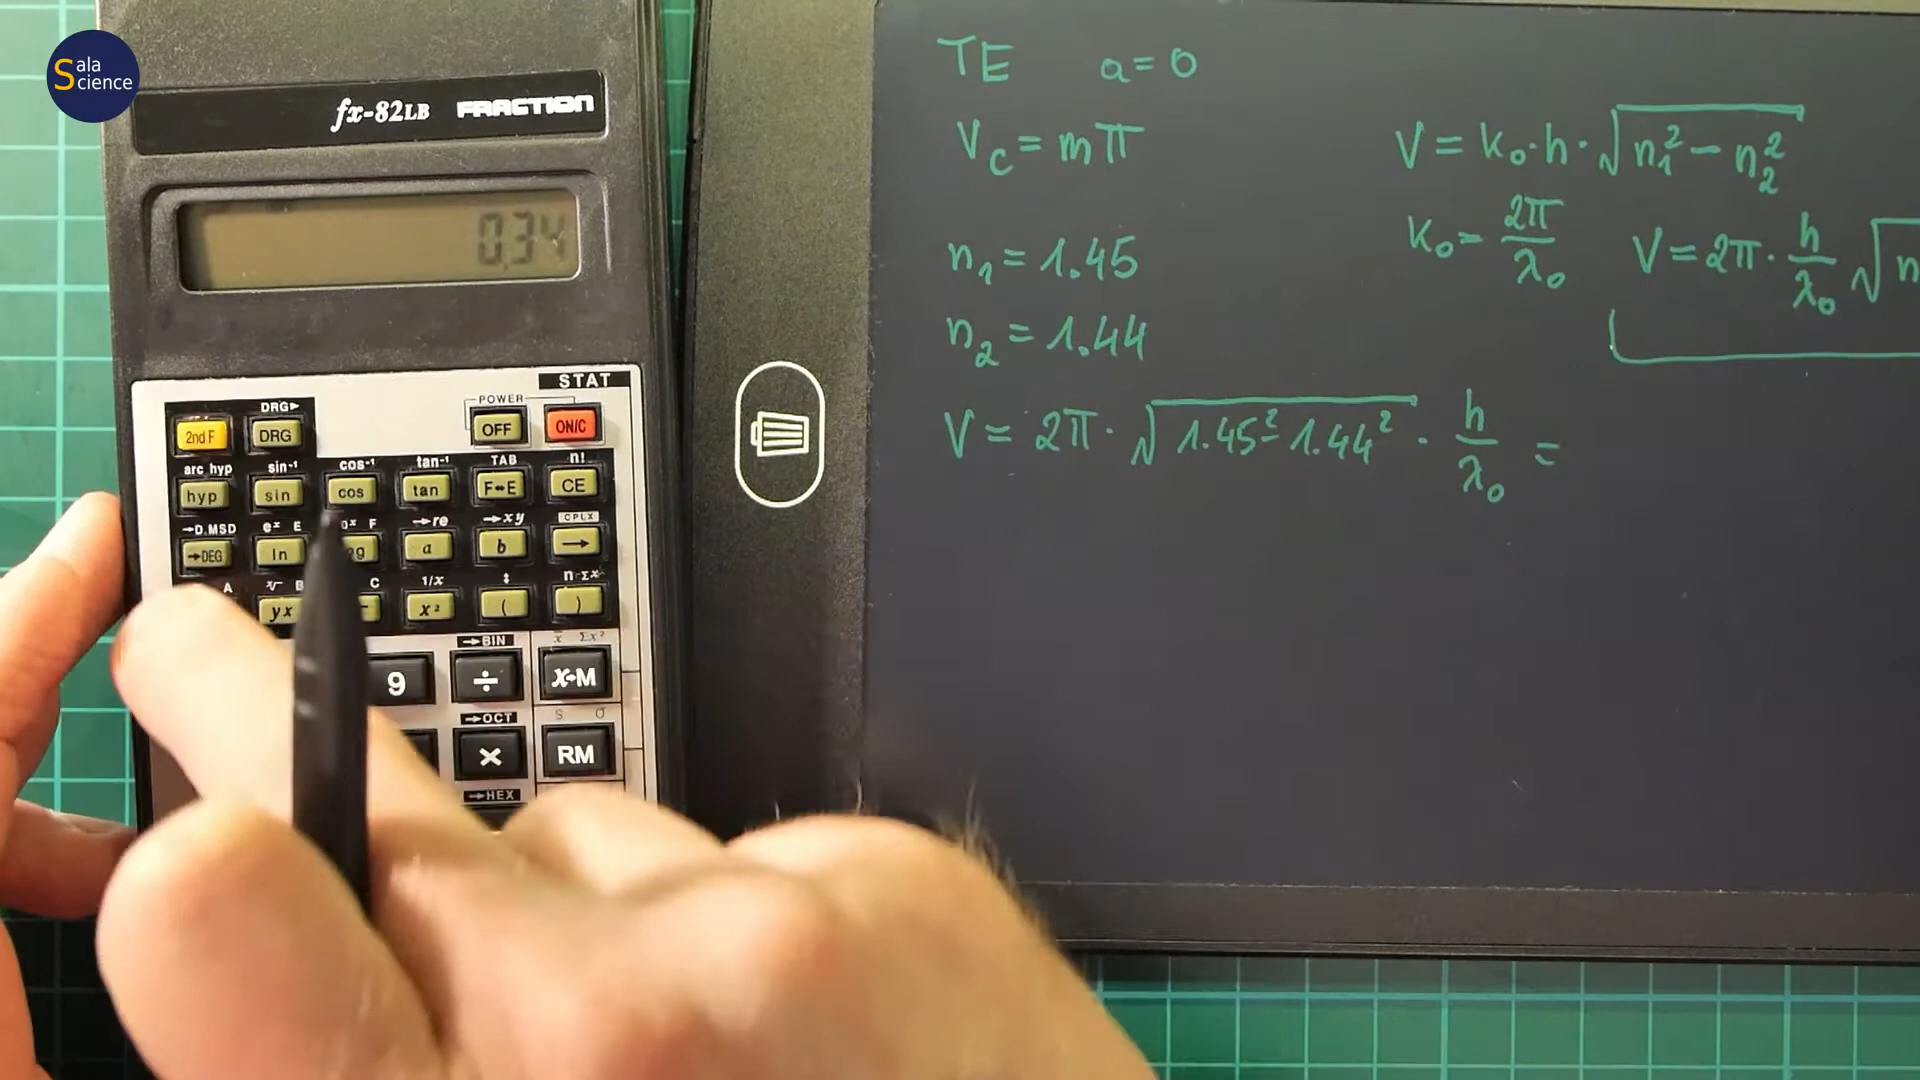 Sala
Science
fx-82LB FRACTION
0.34
STAT
DRG▶
POWER
2nd F DRG OFF ON/C
arc hyp sin⁻¹ cos⁻¹ tan⁻¹ TAB n!
hyp sin cos tan F↔E CE
→D.MSD eˣ E F →re →xy CPLX
→DEG ln a b →
A B C 1/x ↕ n Σx
yx x² ( )
→BIN x̄ Σx²
9 ÷ X→M
→OCT S σ
× RM
→HEX
TE a = 0
Vc = mπ
V = k₀·h·√n₁² − n₂²
k₀ = 2π/λ₀
V = 2π · h/λ₀ √n
n₁ = 1.45
n₂ = 1.44
V = 2π · √1.45² − 1.44² · h/λ₀ =